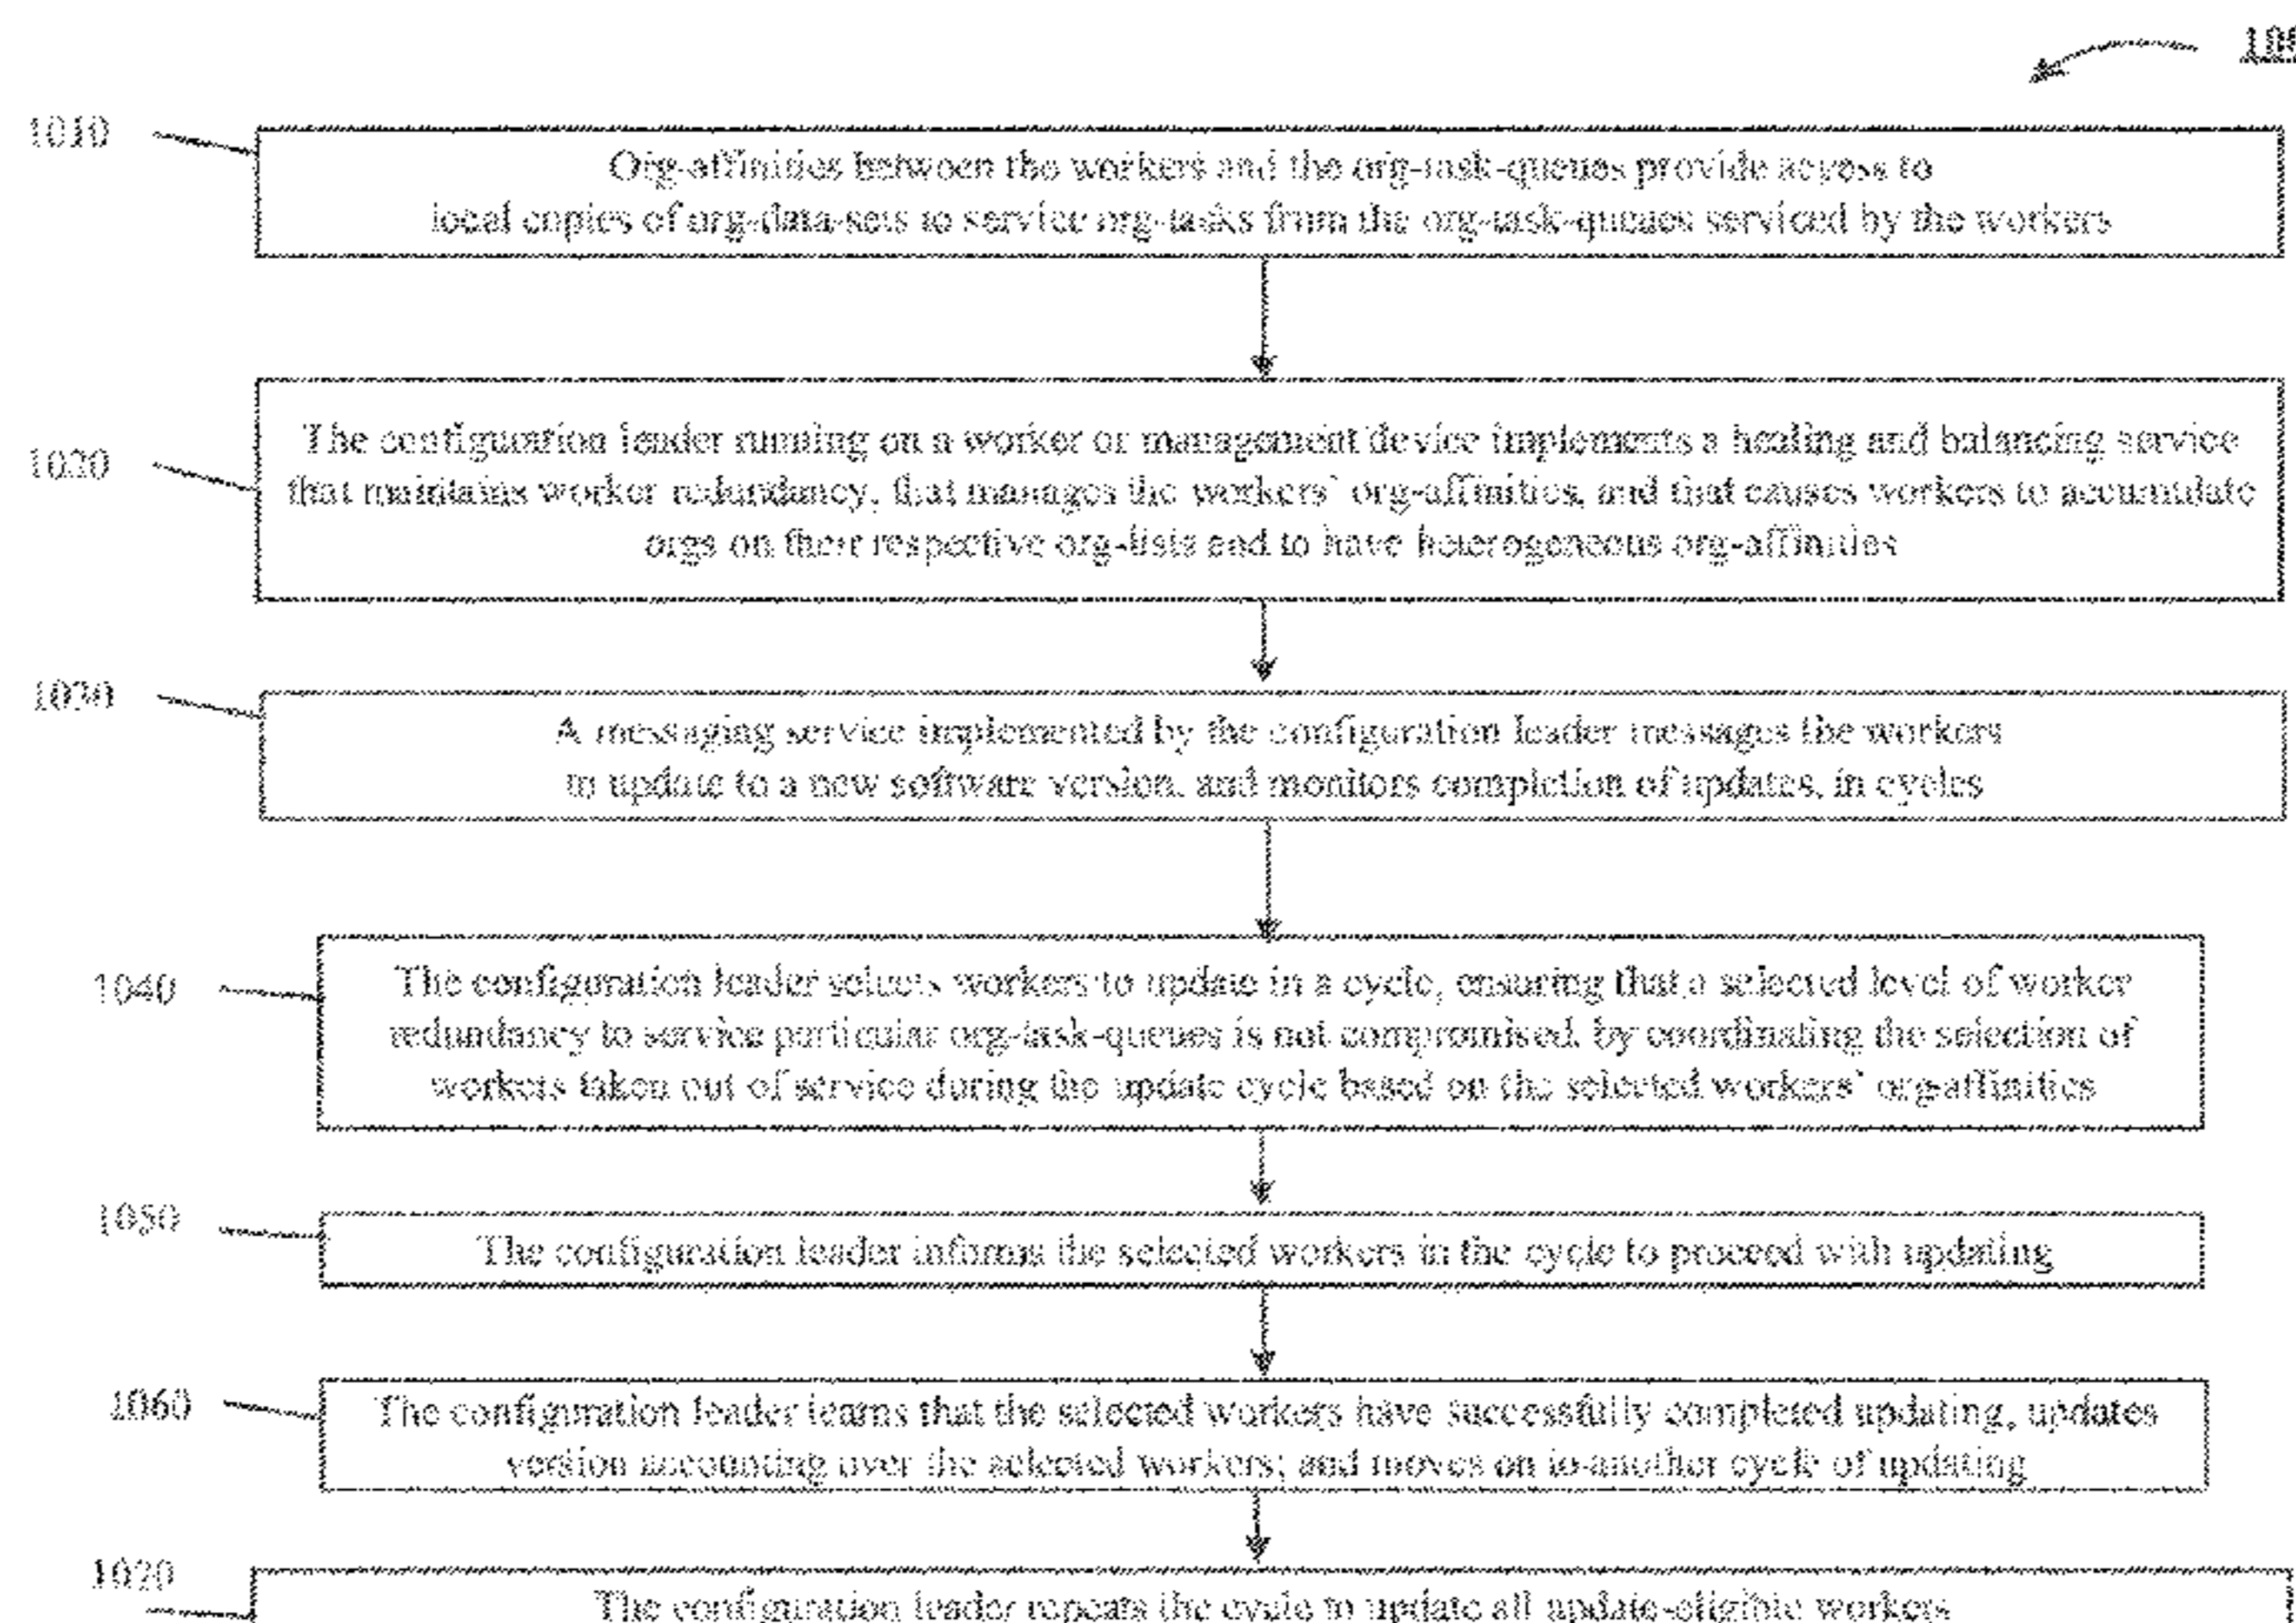 1010
Org-affinities between the workers and the org-task-queues provide access to
local copies of org-data-sets to service org-tasks from the org-task-queues serviced by the workers
1020
The configuration leader running on a worker or management device implements a healing and balancing service
that maintains worker redundancy, that manages the workers' org-affinities, and that causes workers to accumulate
orgs on their respective org-lists and to have heterogeneous org-affinities
1030
A messaging service implemented by the configuration leader messages the workers
to update to a new software version, and monitors completion of updates, in cycles
1040
The configuration leader selects workers to update in a cycle, ensuring that a selected level of worker
redundancy to service particular org-task-queues is not compromised, by coordinating the selection of
workers taken out of service during the update cycle based on the selected workers' org-affinities
1050
The configuration leader informs the selected workers in the cycle to proceed with updating
1060
The configuration leader learns that the selected workers have successfully completed updating, updates
version accounting over the selected workers; and moves on to another cycle of updating
The configuration leader repeats the cycle to update all update-eligible workers